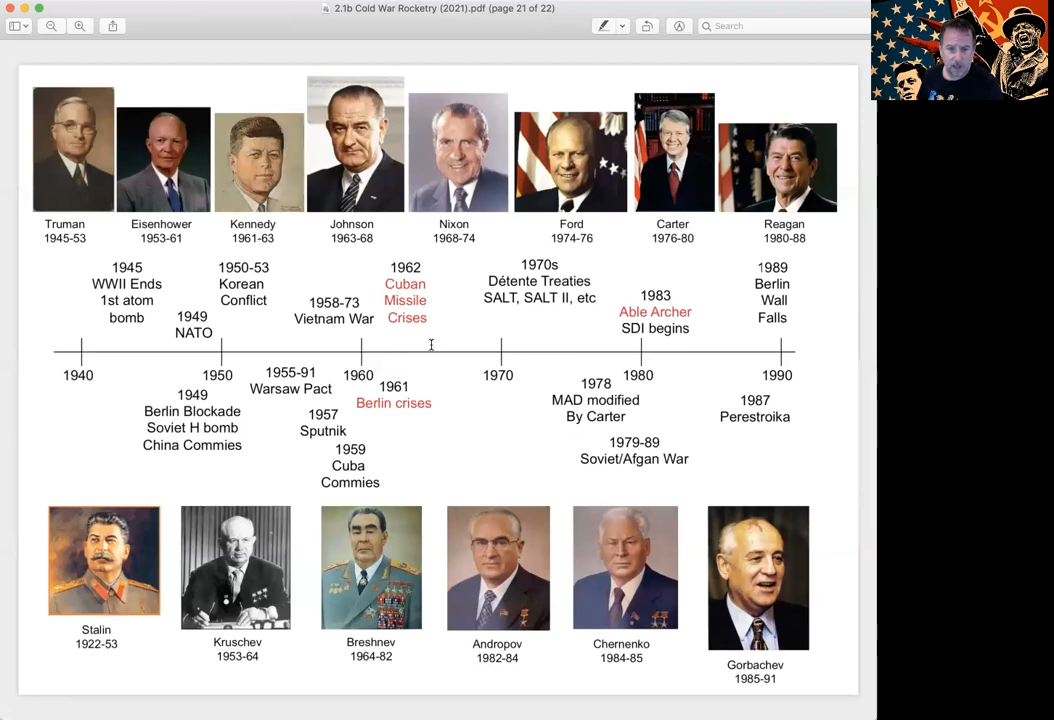 2.1b Cold War Rocketry (2021).pdf (page 21 of 22)
Search
Truman
1945-53
Eisenhower
1953-61
Kennedy
1961-63
Johnson
1963-68
Nixon
1968-74
Ford
1974-76
Carter
1976-80
Reagan
1980-88
1945
WWII Ends
1st atom
bomb
1949
NATO
1950-53
Korean
Conflict
1958-73
Vietnam War
1962
Cuban
Missile
Crises
1970s
Détente Treaties
SALT, SALT II, etc
1983
Able Archer
SDI begins
1989
Berlin
Wall
Falls
1940
1950
1960
1970
1980
1990
1949
Berlin Blockade
Soviet H bomb
China Commies
1955-91
Warsaw Pact
1957
Sputnik
1959
Cuba
Commies
1961
Berlin crises
1978
MAD modified
By Carter
1979-89
Soviet/Afgan War
1987
Perestroika
Stalin
1922-53
Kruschev
1953-64
Breshnev
1964-82
Andropov
1982-84
Chernenko
1984-85
Gorbachev
1985-91